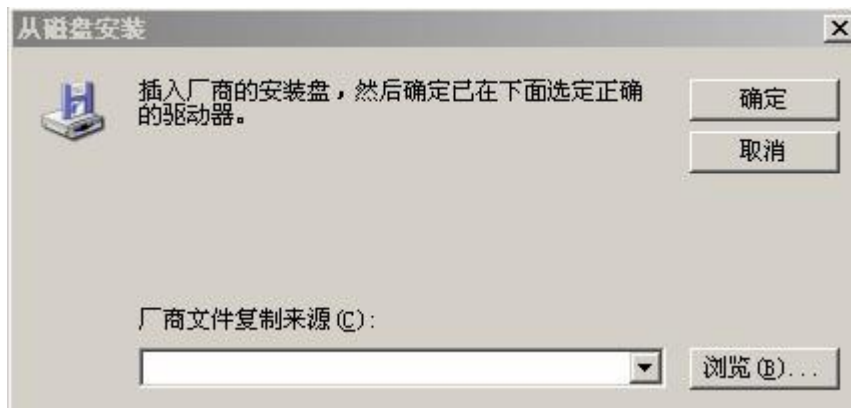 从磁盘安装
插入厂商的安装盘，然后确定已在下面选定正确
的驱动器。
确定
取消
厂商文件复制来源(C):
浏览(B)...